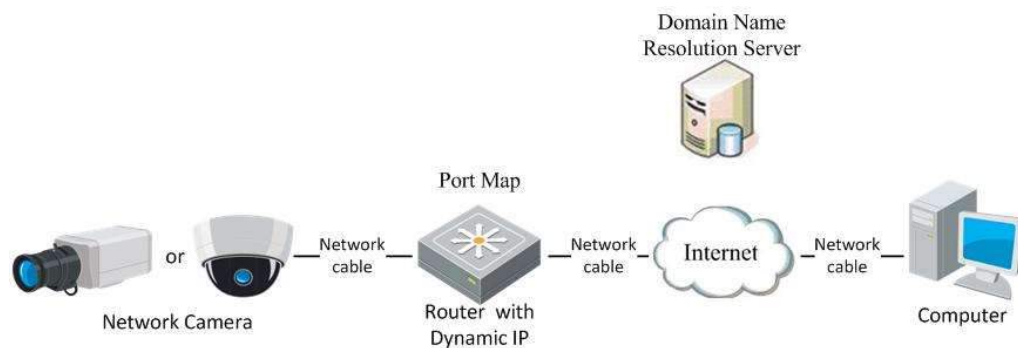 Domain Name
Resolution Server
Port Map
or
Network
cable
Network
cable
Internet
Network
cable
Network Camera
Router with
Dynamic IP
Computer